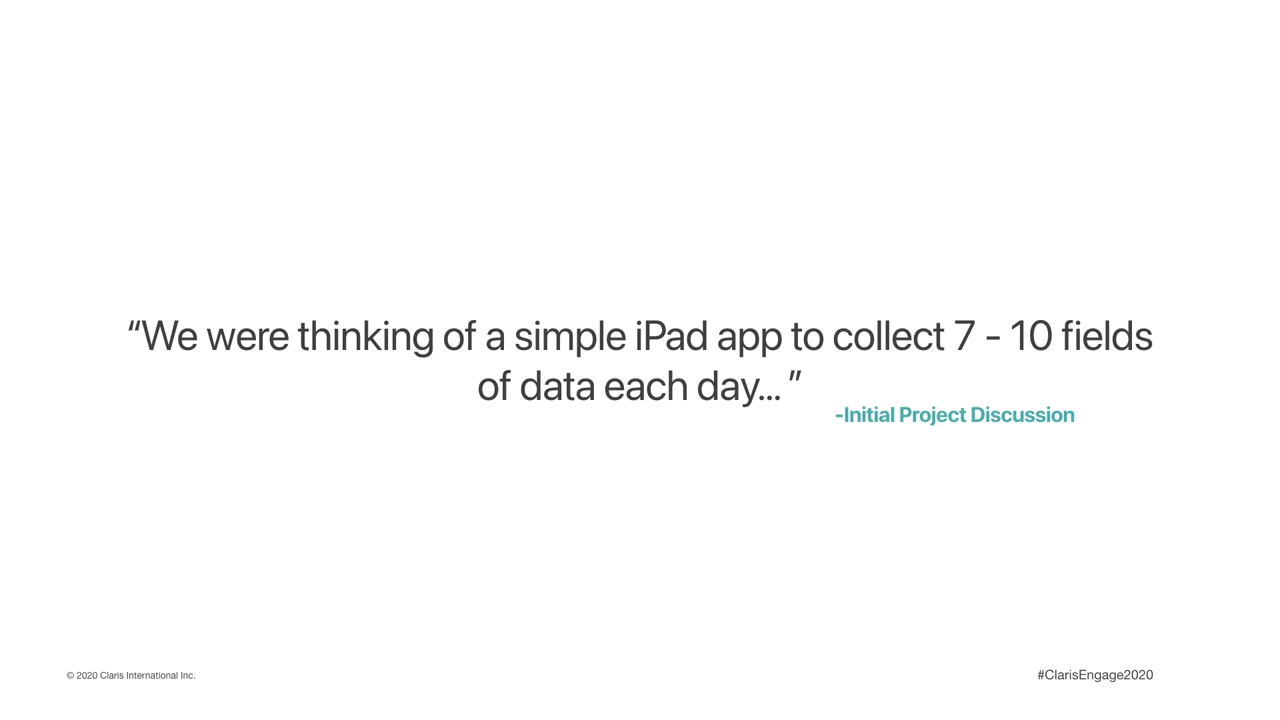 “We were thinking of a simple iPad app to collect 7 - 10 fields
of data each day... ”
-Initial Project Discussion
© 2020 Claris International Inc.
#ClarisEngage2020